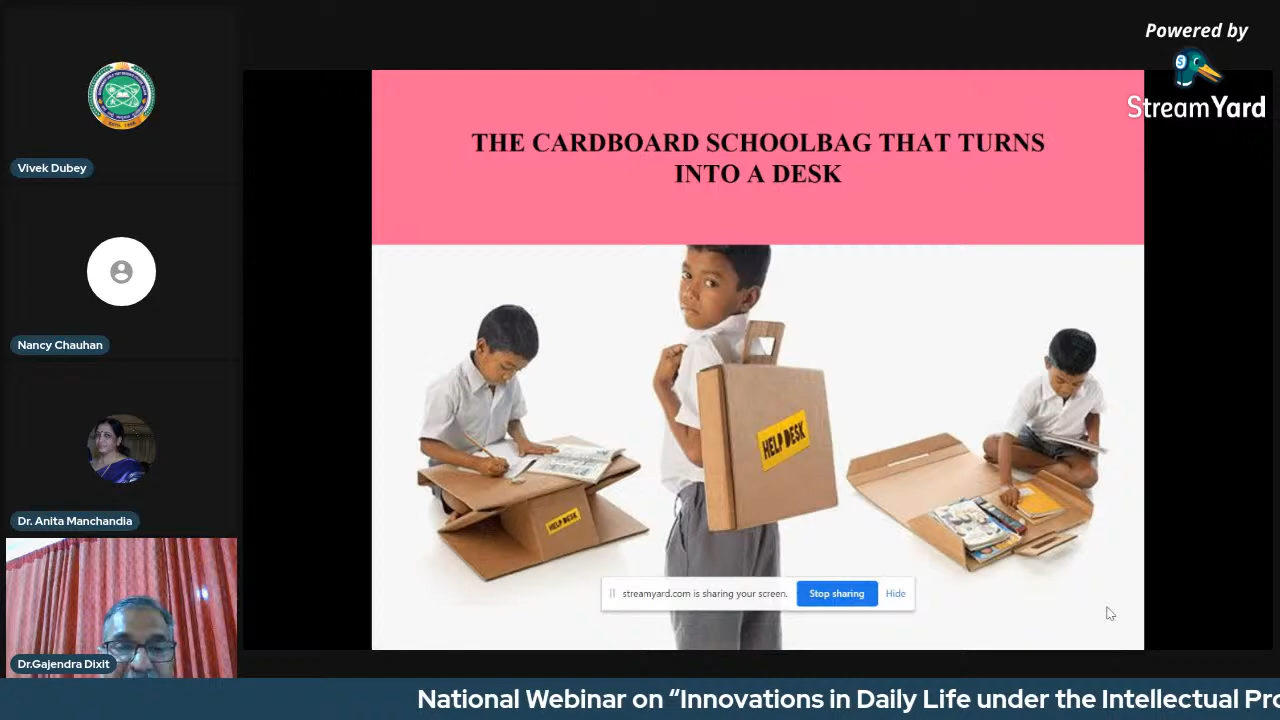 Powered by
StreamYard
Vivek Dubey
Nancy Chauhan
Dr. Anita Manchandia
Dr.Gajendra Dixit
THE CARDBOARD SCHOOLBAG THAT TURNS
INTO A DESK
HELP DESK
HELP DESK
streamyard.com is sharing your screen.
Stop sharing
Hide
National Webinar on “Innovations in Daily Life under the Intellectual Pro